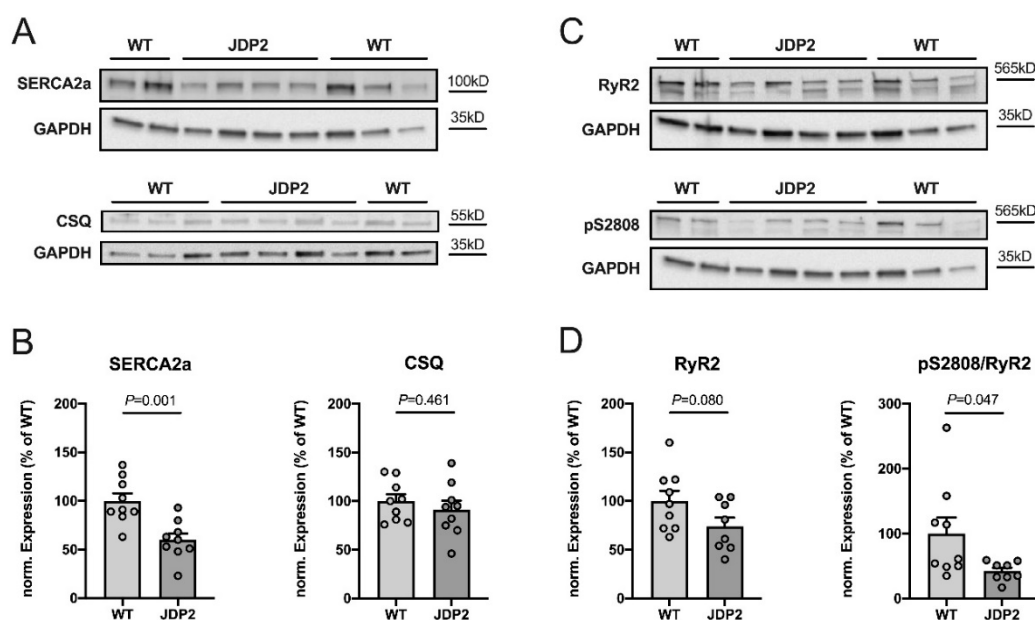 A
WT JDP2 WT
SERCA2a 100kD
GAPDH 35kD
WT JDP2 WT
CSQ 55kD
GAPDH 35kD
C
WT JDP2 WT
RyR2 565kD
GAPDH 35kD
WT JDP2 WT
pS2808 565kD
GAPDH 35kD
B
SERCA2a
P=0.001
norm. Expression (% of WT)
200
150
100
50
0
WT JDP2
CSQ
P=0.461
norm. Expression (% of WT)
200
150
100
50
0
WT JDP2
D
RyR2
P=0.080
norm. Expression (% of WT)
200
150
100
50
0
WT JDP2
pS2808/RyR2
P=0.047
norm. Expression (% of WT)
300
200
100
0
WT JDP2